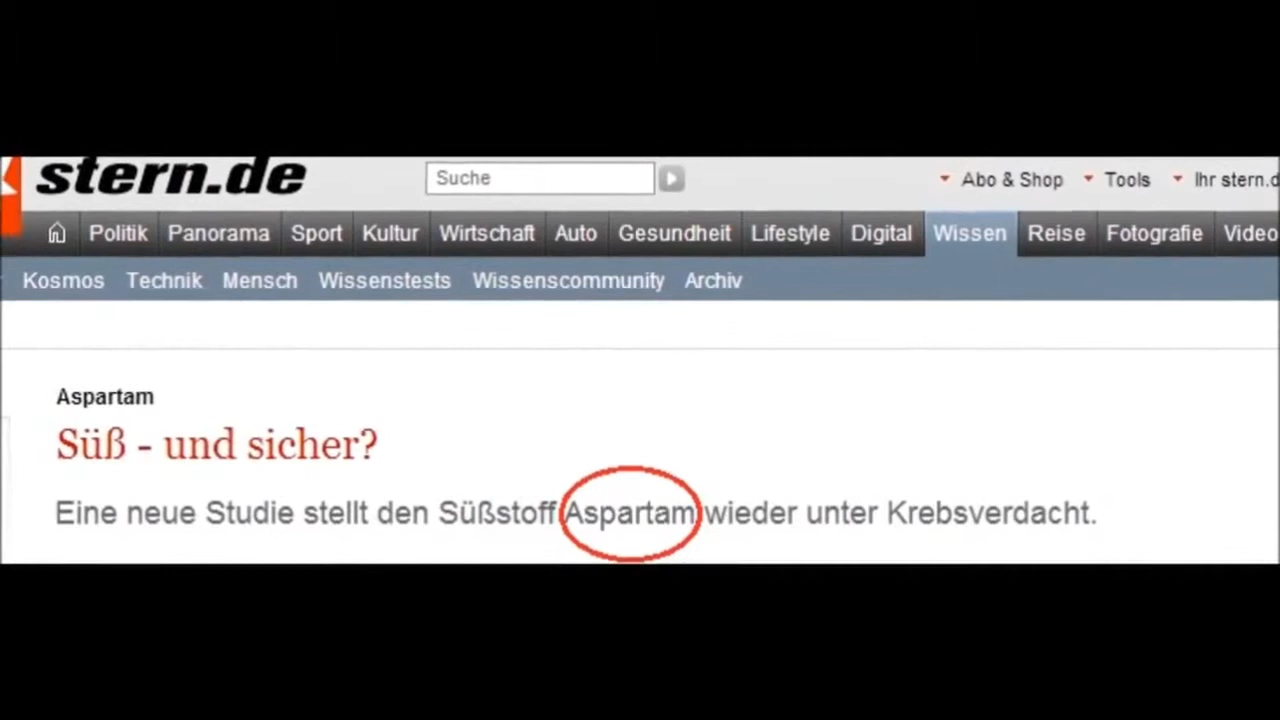 stern.de
Suche
Abo & Shop Tools Ihr stern.d
Politik Panorama Sport Kultur Wirtschaft Auto Gesundheit Lifestyle Digital Wissen Reise Fotografie Video
Kosmos Technik Mensch Wissenstests Wissenscommunity Archiv
Aspartam
Süß - und sicher?
Eine neue Studie stellt den Süßstoff Aspartam wieder unter Krebsverdacht.